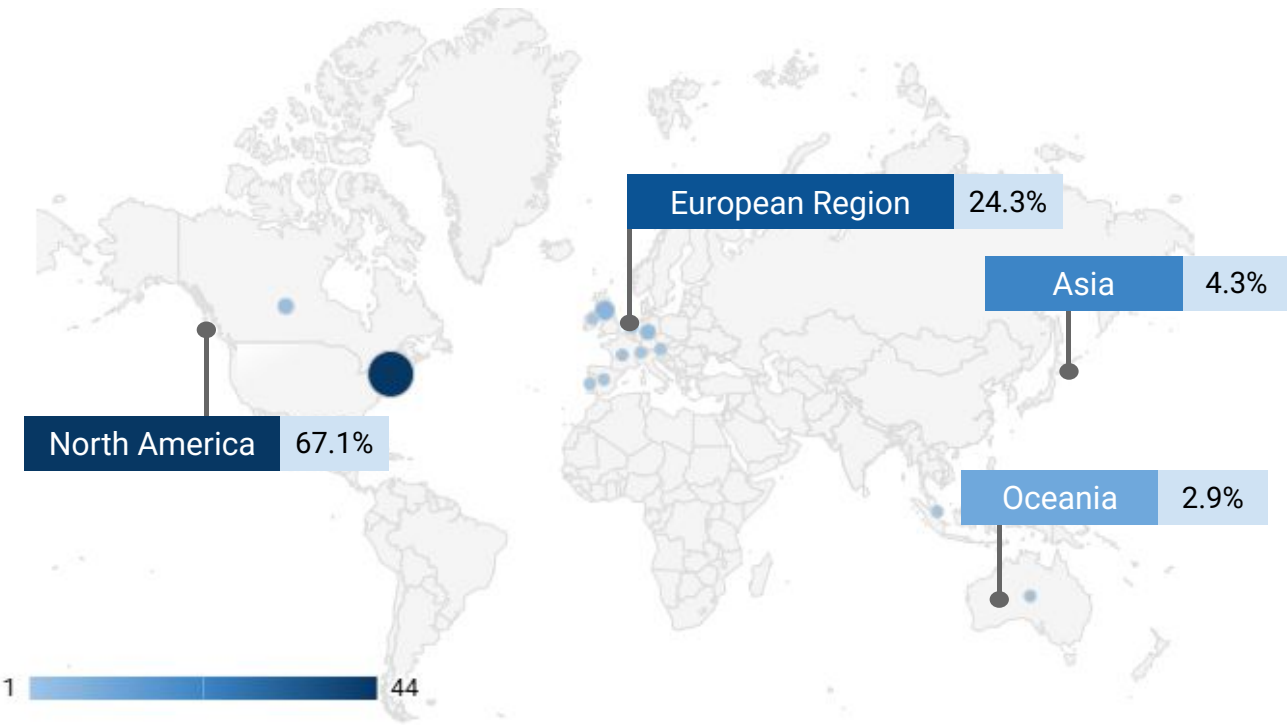 European Region 24.3%
Asia 4.3%
North America 67.1%
Oceania 2.9%
1 44